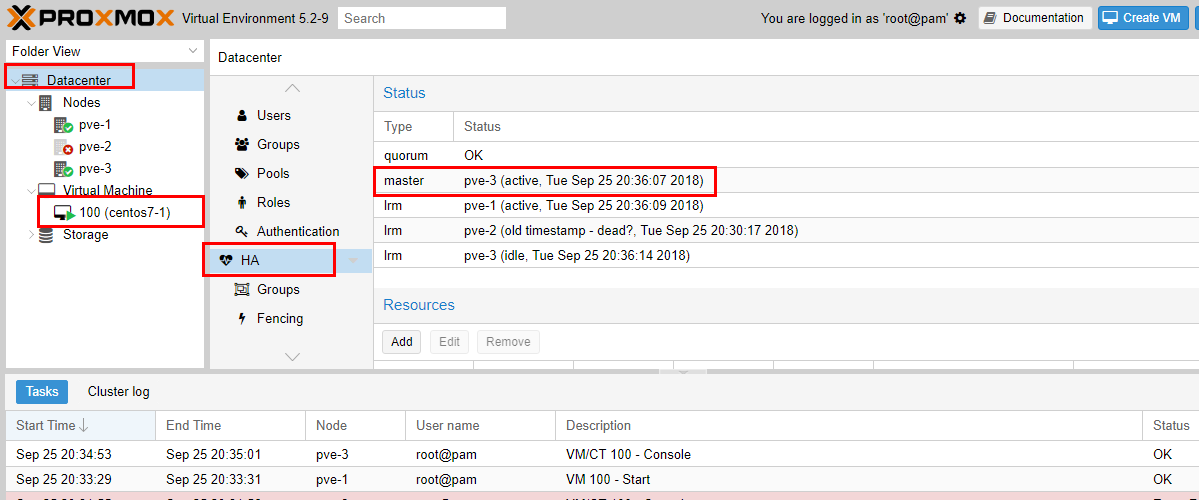 PROXMOX Virtual Environment 5.2-9 Search You are logged in as 'root@pam' Documentation Create VM
Folder View
Datacenter
Nodes
pve-1
pve-2
pve-3
Virtual Machine
100 (centos7-1)
Storage
Datacenter
Users
Groups
Pools
Roles
Authentication
HA
Groups
Fencing
Status
Type Status
quorum OK
master pve-3 (active, Tue Sep 25 20:36:07 2018)
lrm pve-1 (active, Tue Sep 25 20:36:09 2018)
lrm pve-2 (old timestamp - dead?, Tue Sep 25 20:30:17 2018)
lrm pve-3 (idle, Tue Sep 25 20:36:14 2018)
Resources
Add Edit Remove
Tasks Cluster log
Start Time End Time Node User name Description Status
Sep 25 20:34:53 Sep 25 20:35:01 pve-3 root@pam VM/CT 100 - Console OK
Sep 25 20:33:29 Sep 25 20:33:31 pve-1 root@pam VM 100 - Start OK